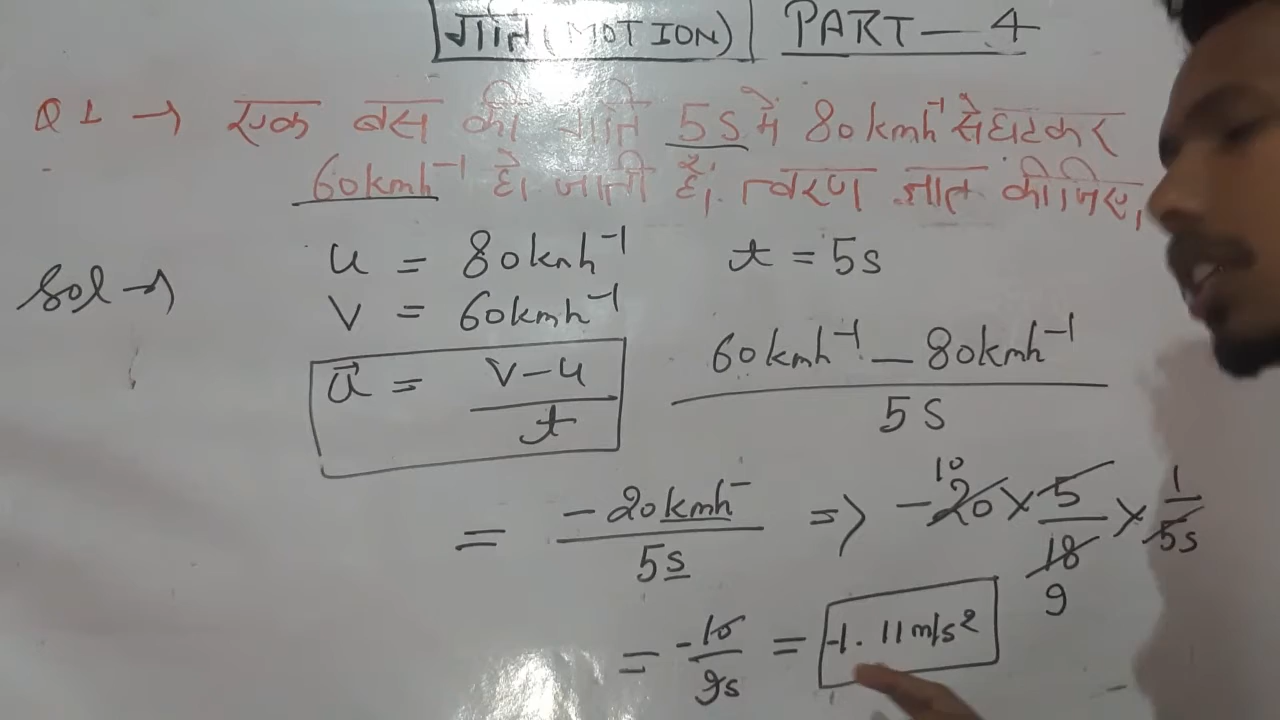 गति (MOTION) PART - 4
Q 1 → एक बस की गति 5s में 80kmh⁻¹ से घटकर
60kmh⁻¹ हो जाती है। त्वरण ज्ञात कीजिए,
Sol → u = 80kmh⁻¹ t = 5s
v = 60kmh⁻¹
a⃗ = (v-u)/t (60kmh⁻¹ - 80kmh⁻¹)/5s
= (-20kmh⁻)/5s => -20 10 × 5/18 9 × 1/5s
= -10/9s = -1.11m/s²